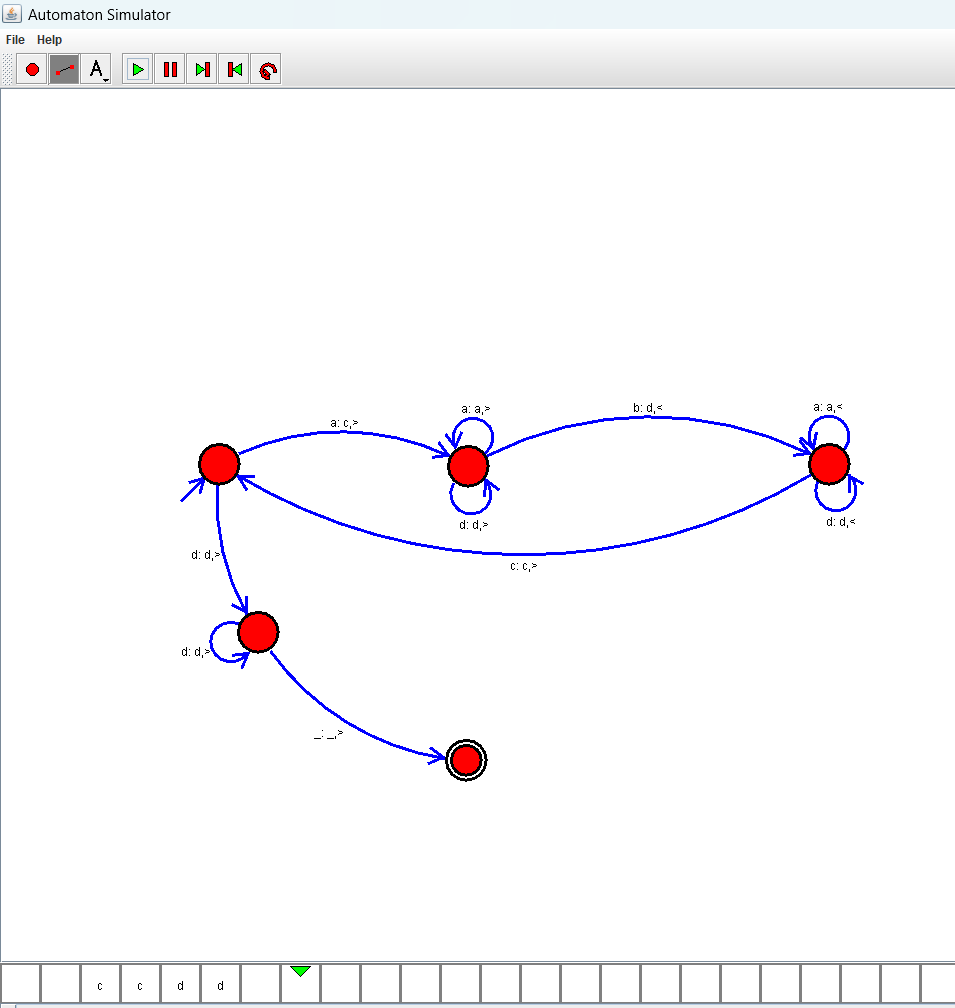 Automaton Simulator
File Help
A
a: a,>
b: d,<
a: a,<
a: c,>
d: d,>
d: d,<
d: d,>
c: c,>
d: d,>
_: _,>
c c d d